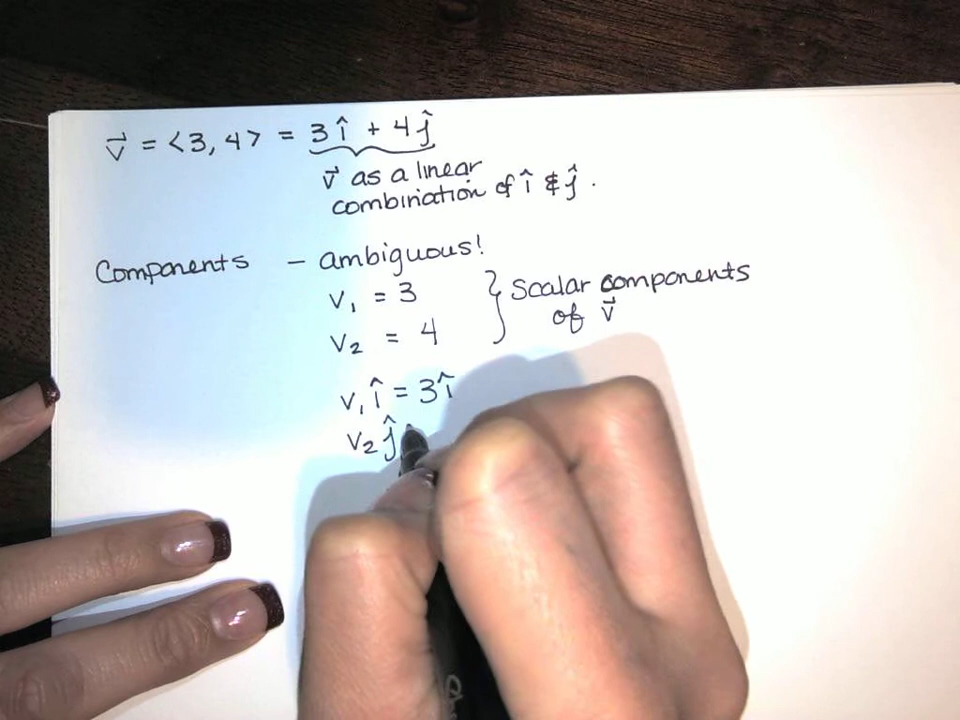 v⃗ = <3, 4> = 3î + 4ĵ
v⃗ as a linear
combination of î & ĵ.
Components – ambiguous!
v₁ = 3
v₂ = 4
} Scalar components
of v⃗
v₁î = 3î
v₂ĵ